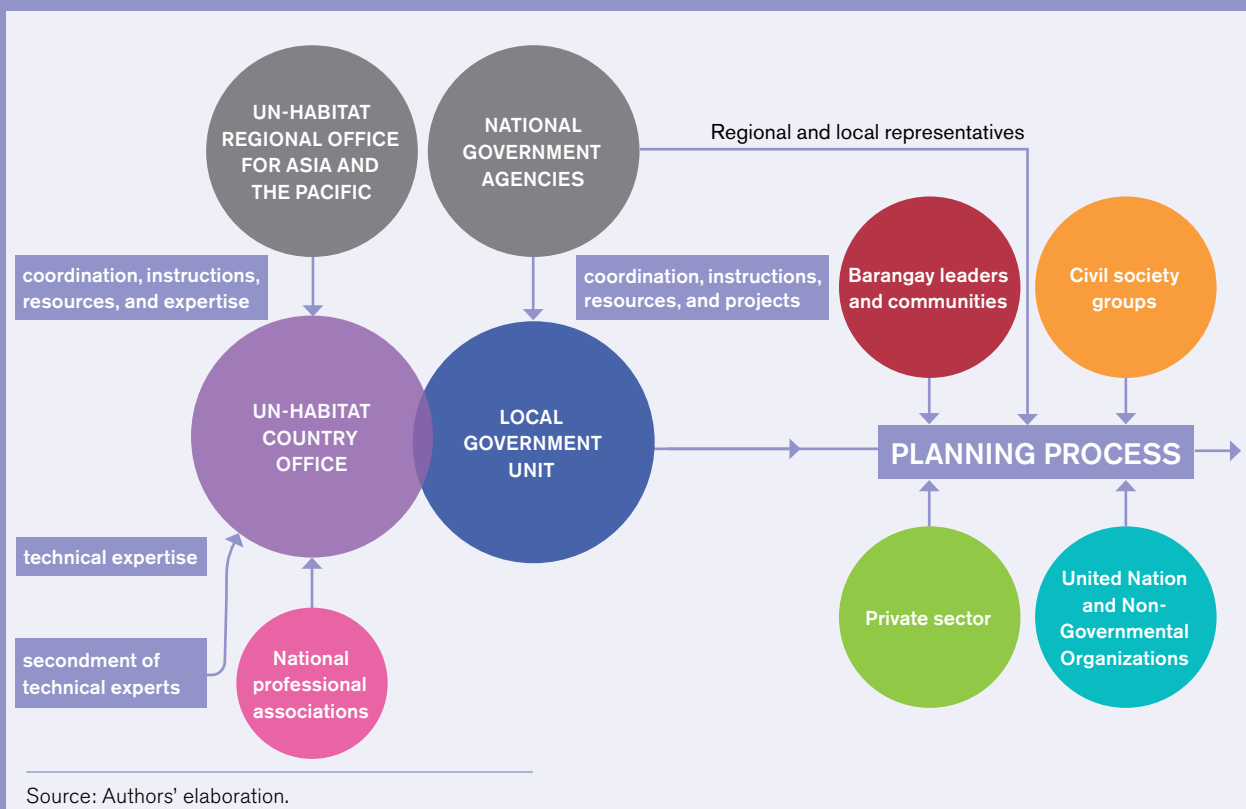 UN-HABITAT
REGIONAL OFFICE
FOR ASIA AND
THE PACIFIC
NATIONAL
GOVERNMENT
AGENCIES
Regional and local representatives
coordination, instructions,
resources, and expertise
coordination, instructions,
resources, and projects
Barangay leaders
and communities
Civil society
groups
UN-HABITAT
COUNTRY
OFFICE
LOCAL
GOVERNMENT
UNIT
PLANNING PROCESS
technical expertise
secondment of
technical experts
National
professional
associations
Private sector
United Nation
and Non-
Governmental
Organizations
Source: Authors' elaboration.